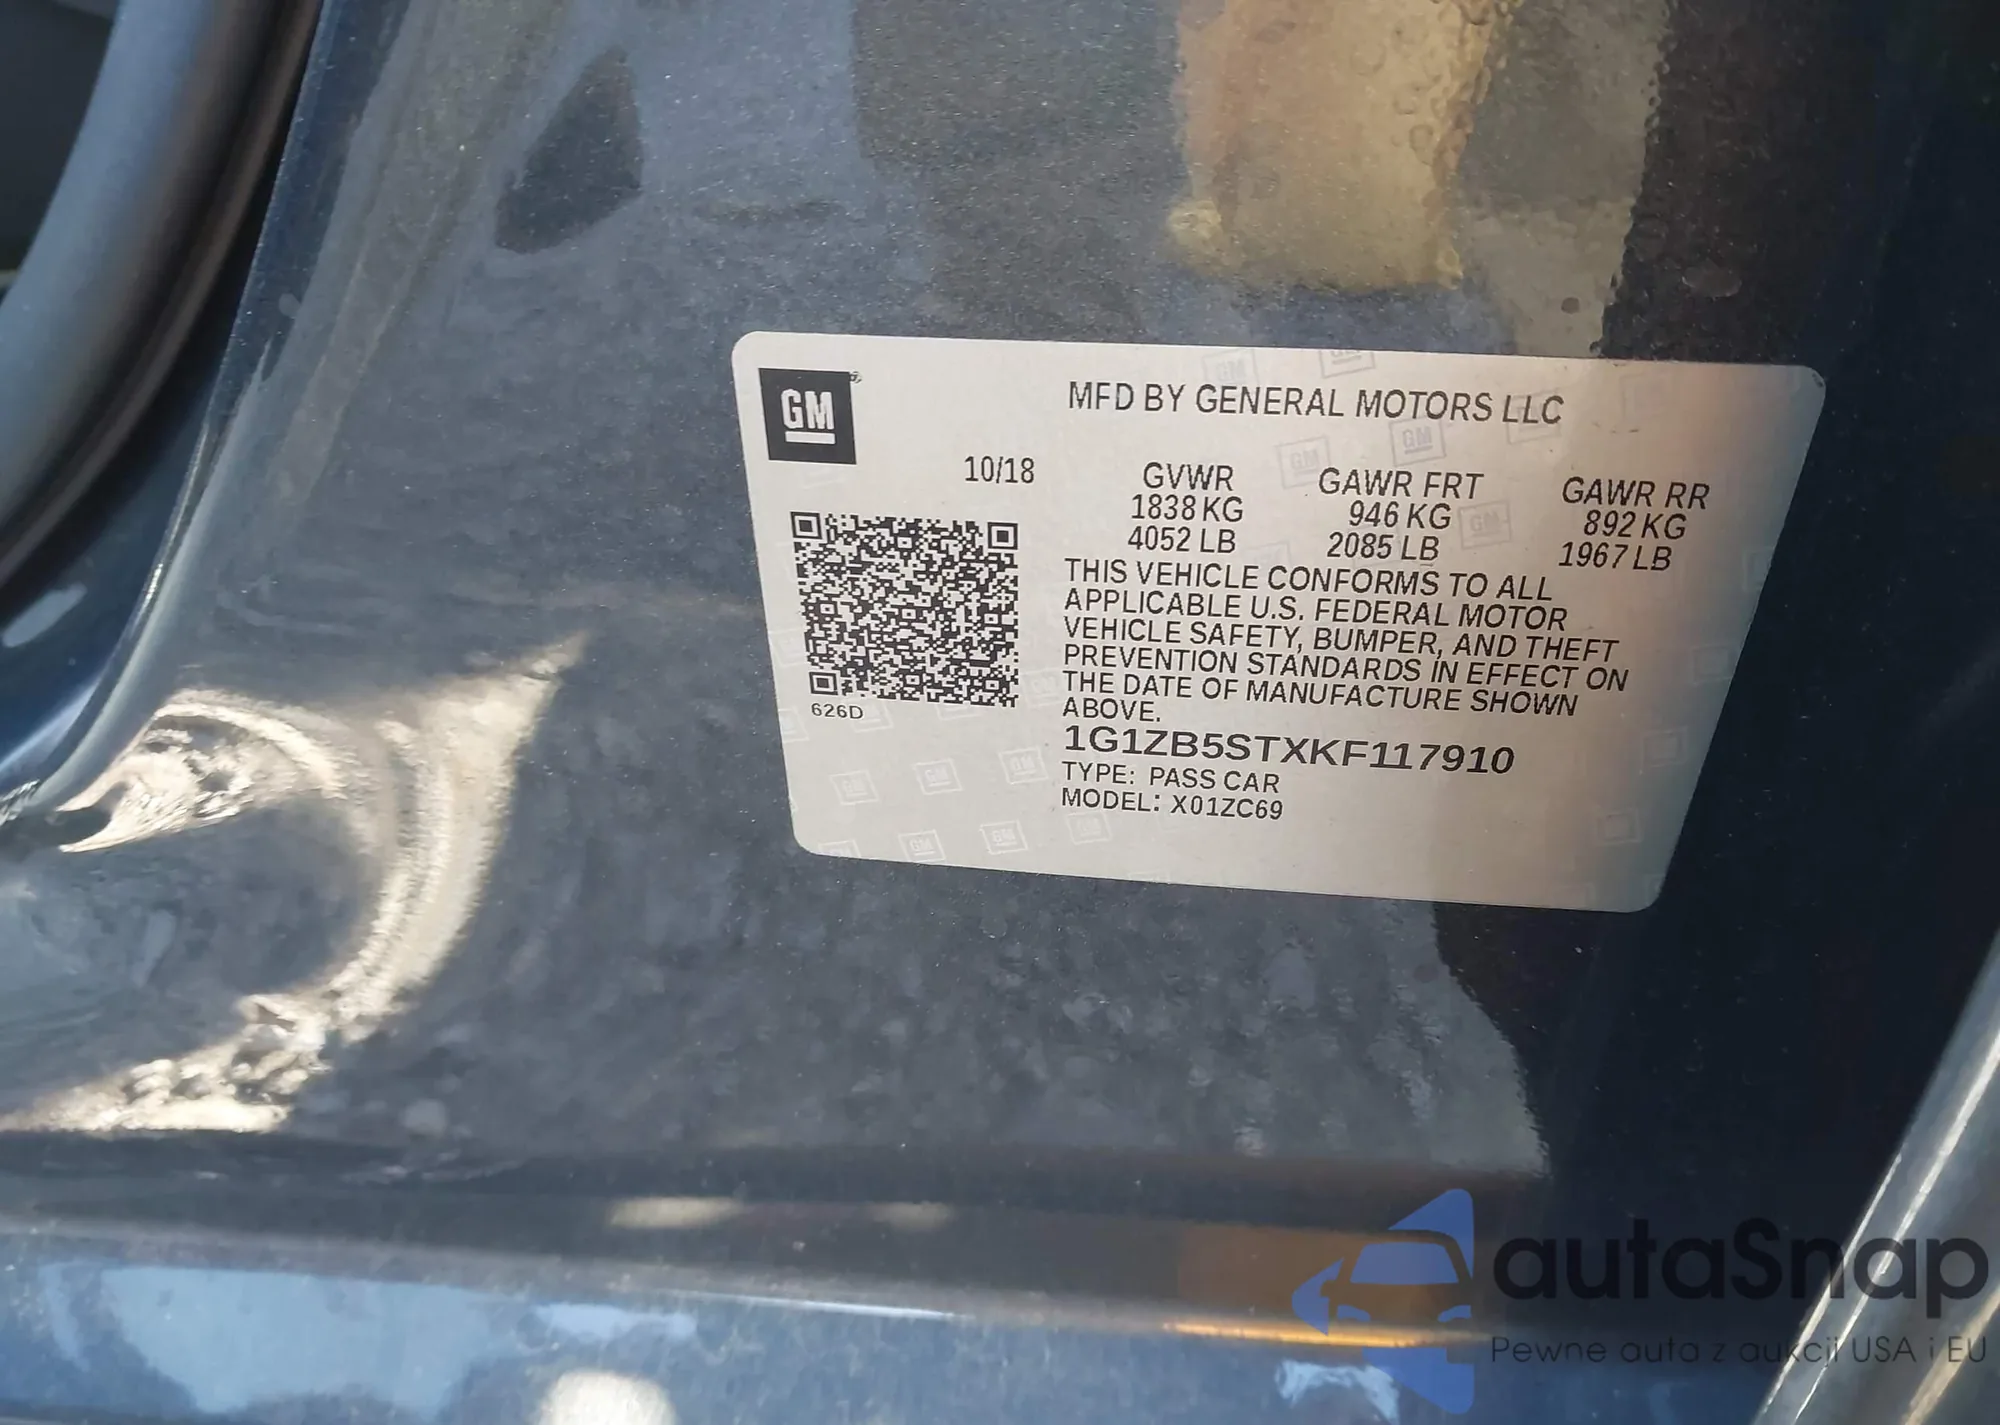 GM
MFD BY GENERAL MOTORS LLC
10/18
GVWR GAWR FRT GAWR RR
1838 KG 946 KG 892 KG
4052 LB 2085 LB 1967 LB
THIS VEHICLE CONFORMS TO ALL
APPLICABLE U.S. FEDERAL MOTOR
VEHICLE SAFETY, BUMPER, AND THEFT
PREVENTION STANDARDS IN EFFECT ON
THE DATE OF MANUFACTURE SHOWN
ABOVE.
626D
1G1ZB5STXKF117910
TYPE: PASS CAR
MODEL: X01ZC69
autaSnap
Pewne auta z aukcji USA i EU